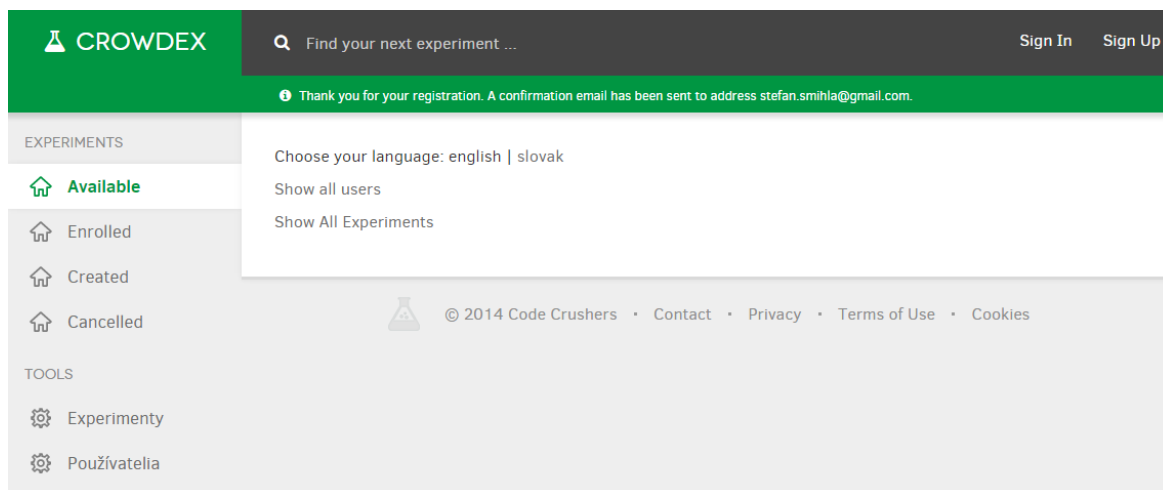 CROWDEX
Find your next experiment ...
Sign In
Sign Up
Thank you for your registration. A confirmation email has been sent to address stefan.smihla@gmail.com.
EXPERIMENTS
Available
Enrolled
Created
Cancelled
TOOLS
Experimenty
Používatelia
Choose your language: english | slovak
Show all users
Show All Experiments
© 2014 Code Crushers · Contact · Privacy · Terms of Use · Cookies